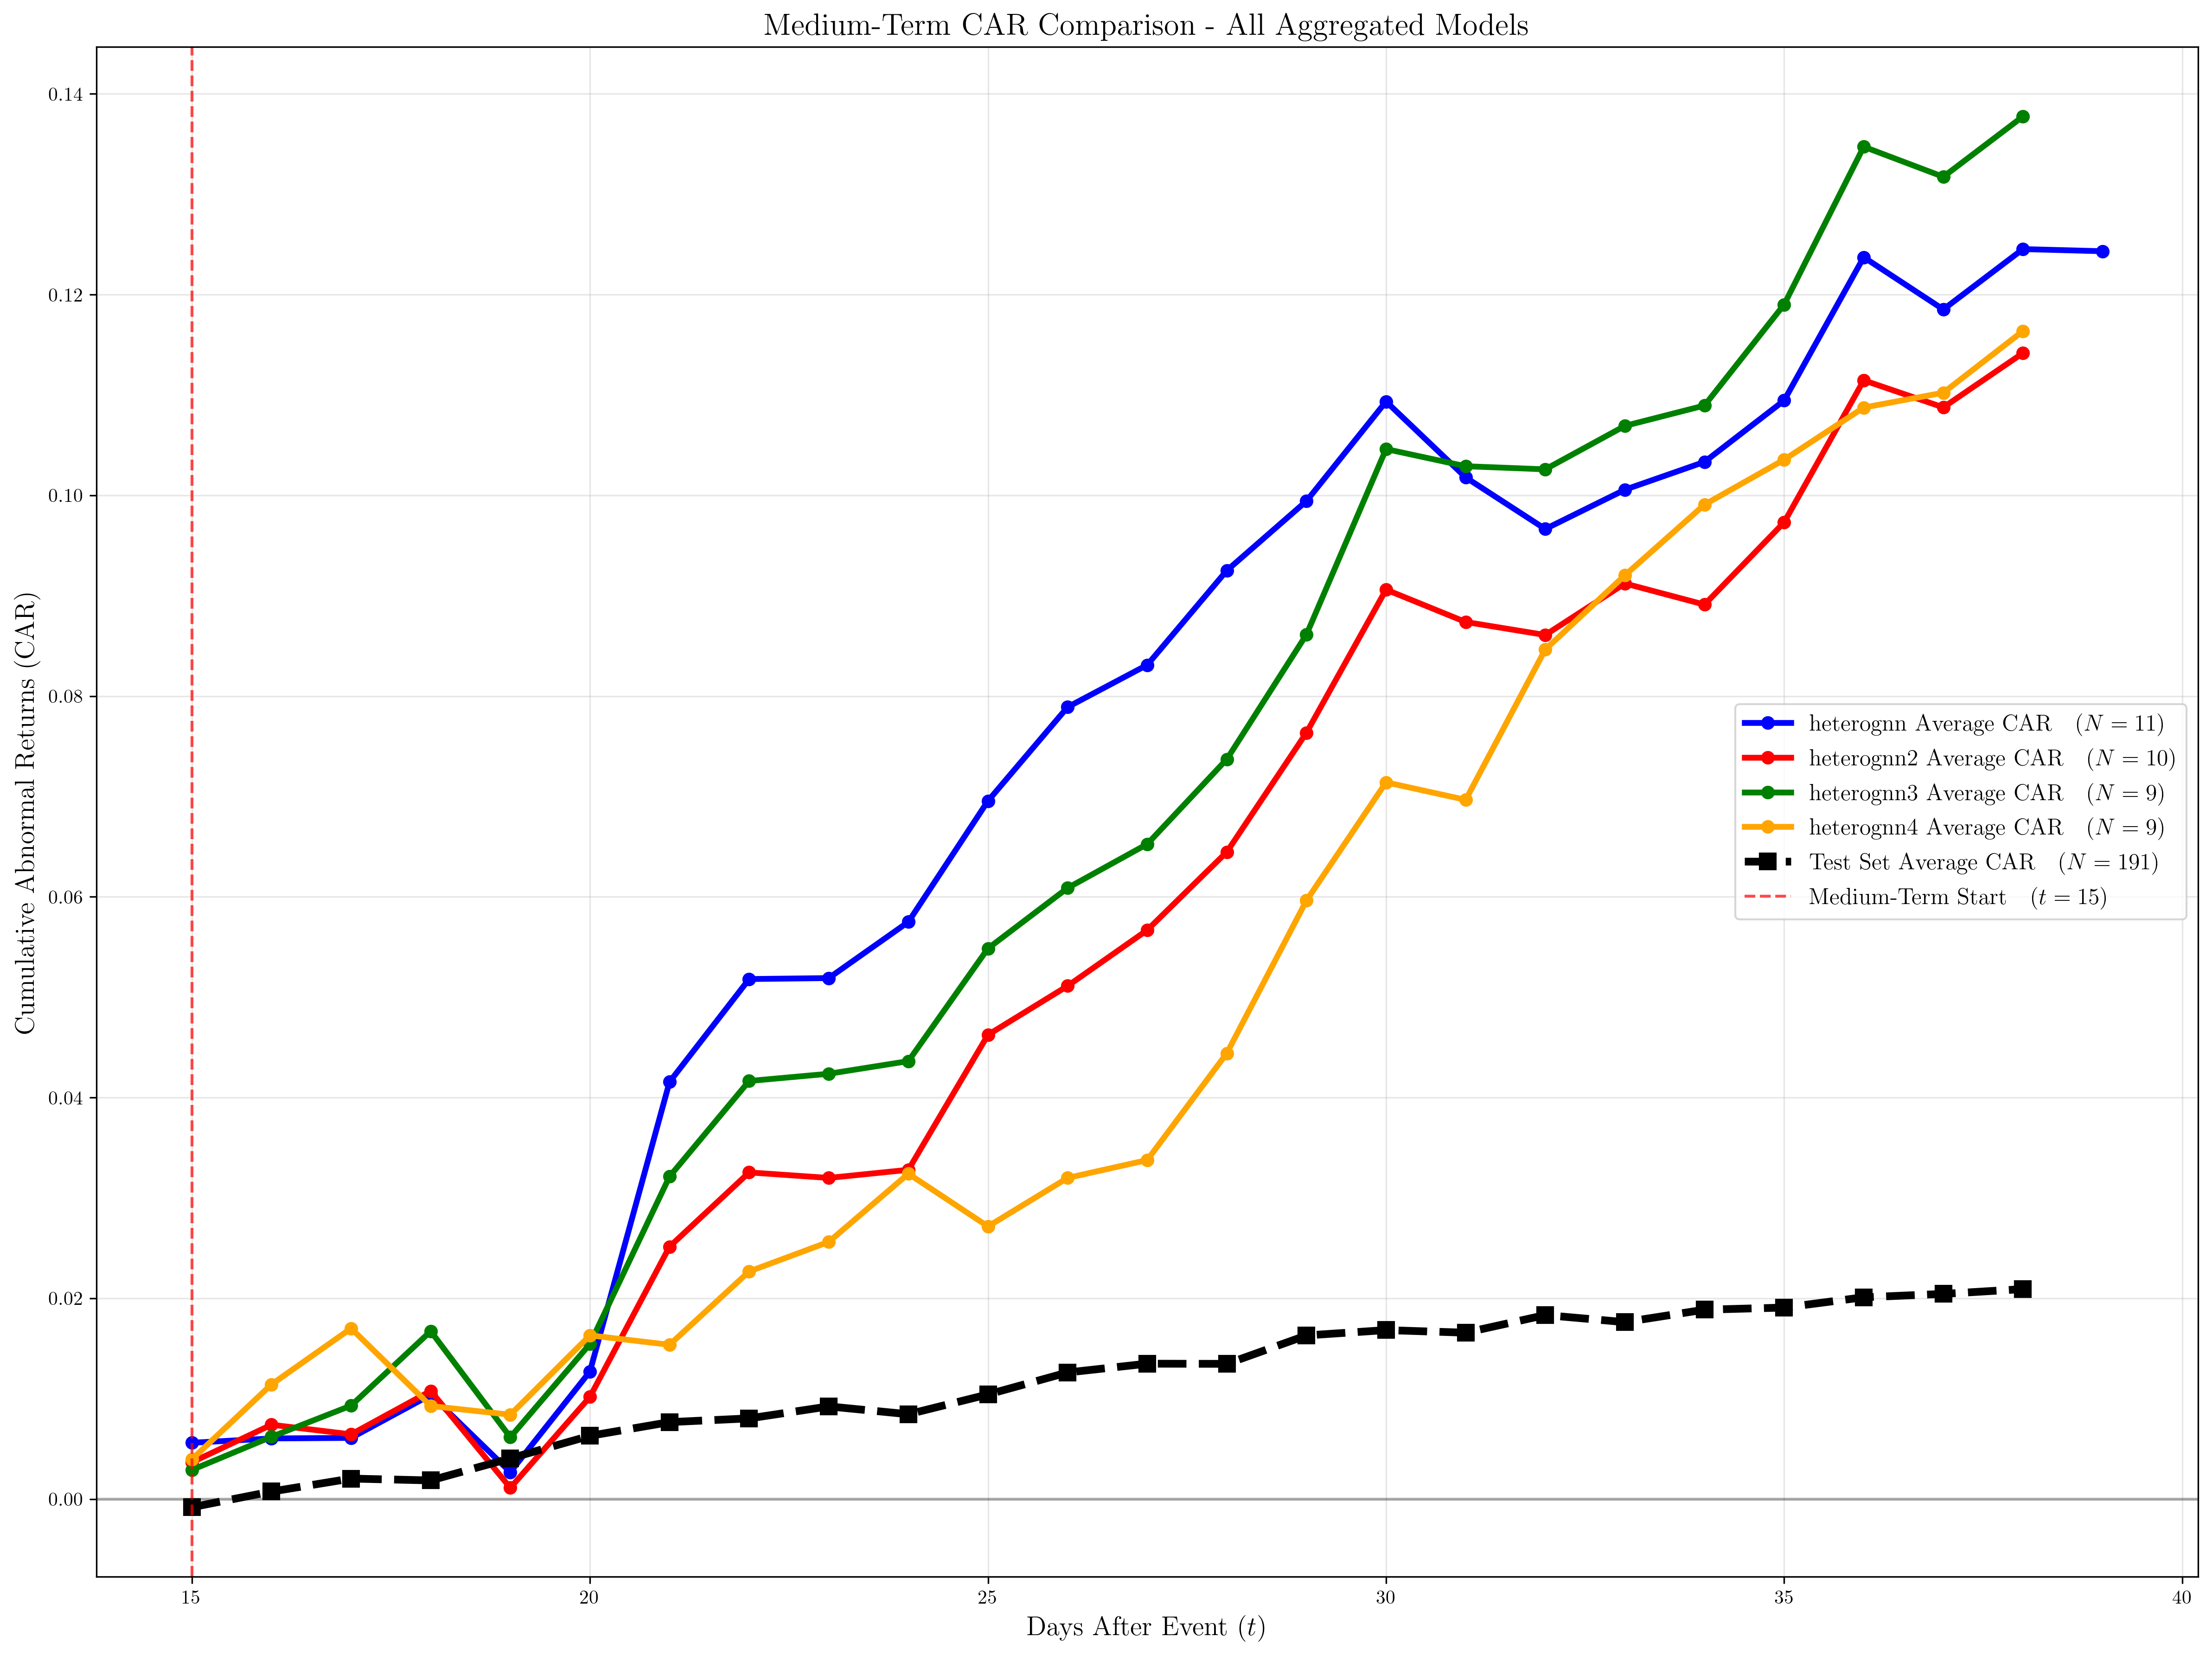 Medium-Term CAR Comparison - All Aggregated Models
Cumulative Abnormal Returns (CAR)
0.14
0.12
0.10
0.08
0.06
0.04
0.02
0.00
heterognn Average CAR (N = 11)
heterognn2 Average CAR (N = 10)
heterognn3 Average CAR (N = 9)
heterognn4 Average CAR (N = 9)
Test Set Average CAR (N = 191)
Medium-Term Start (t = 15)
15 20 25 30 35 40
Days After Event (t)